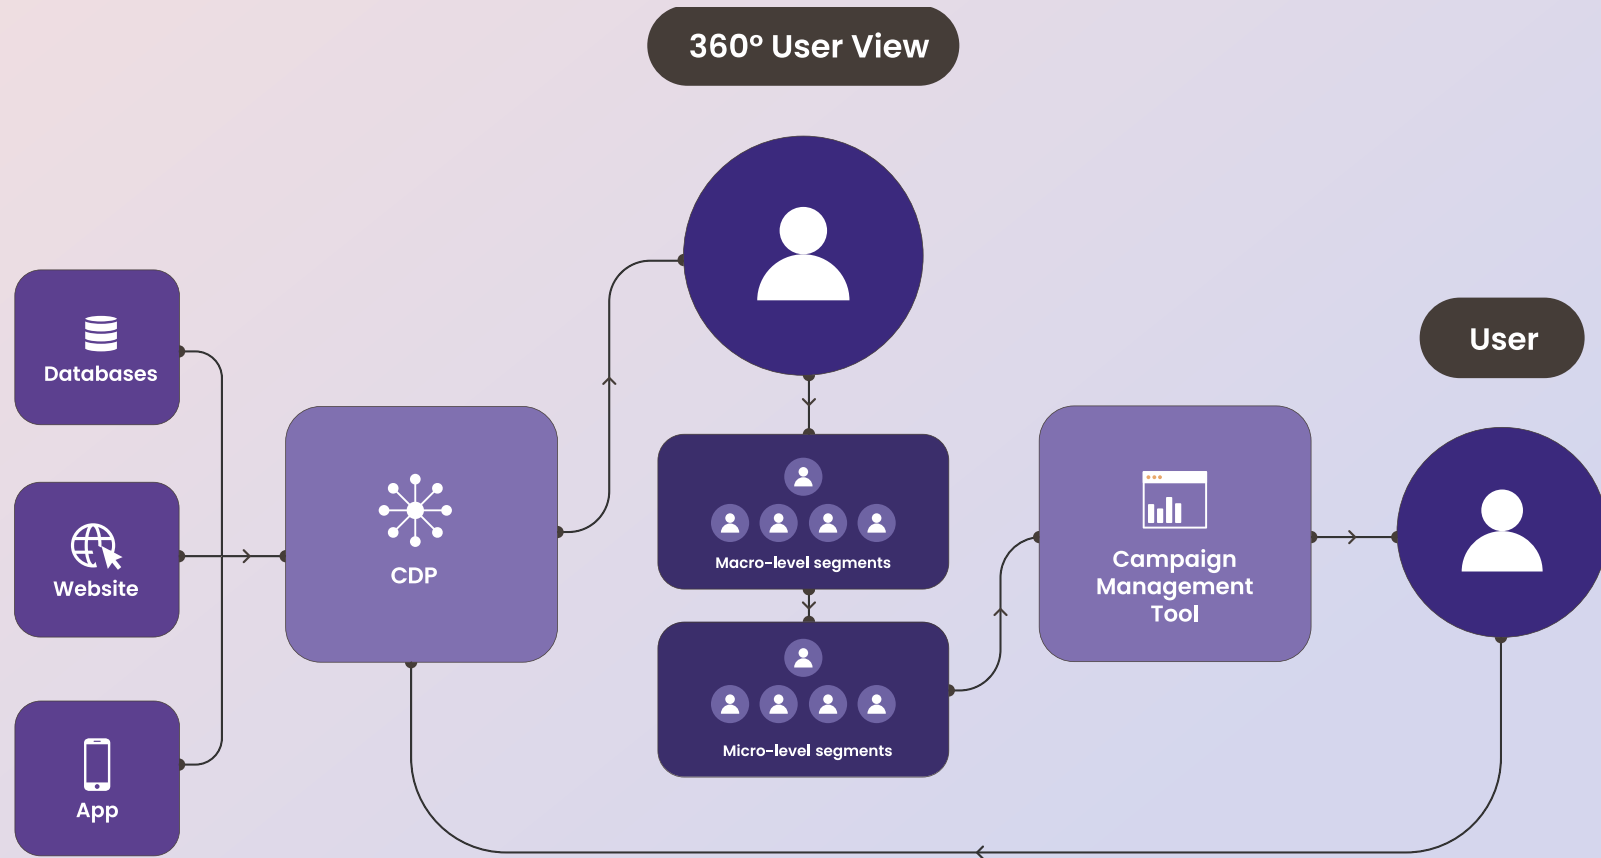 360° User View
User
Databases
Website
App
CDP
Macro-level segments
Micro-level segments
Campaign
Management
Tool